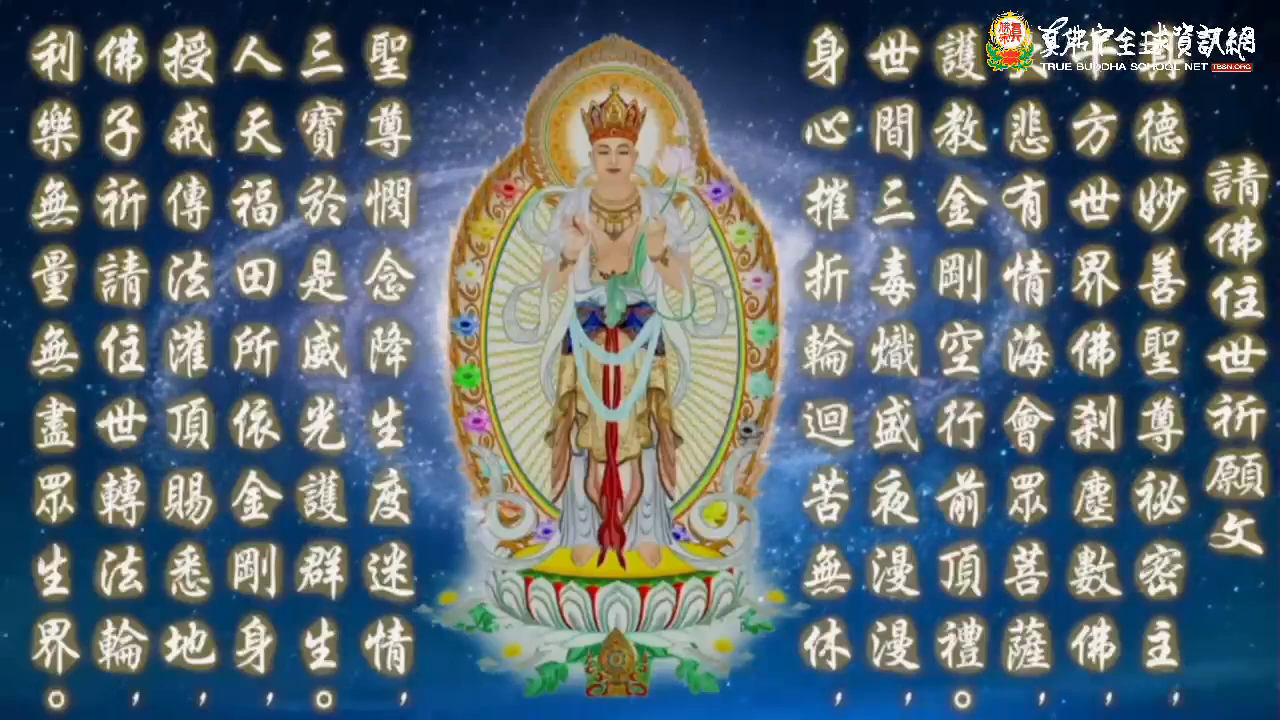 真佛宗全球資訊網
TRUE BUDDHA SCHOOL NET TBSN.ORG
請佛住世祈願文
德妙善聖尊祕密主，
方世界佛剎塵數佛，
悲有情海會眾菩薩，
護教金剛空行前頂禮。
世間三毒熾盛夜漫漫，
身心摧折輪迴苦無休，
聖尊憫念降生度迷情，
三寶於是威光護群生。
人天福田所依金剛身，
授戒傳法灌頂賜悉地，
佛子祈請住世轉法輪，
利樂無量無盡眾生界。